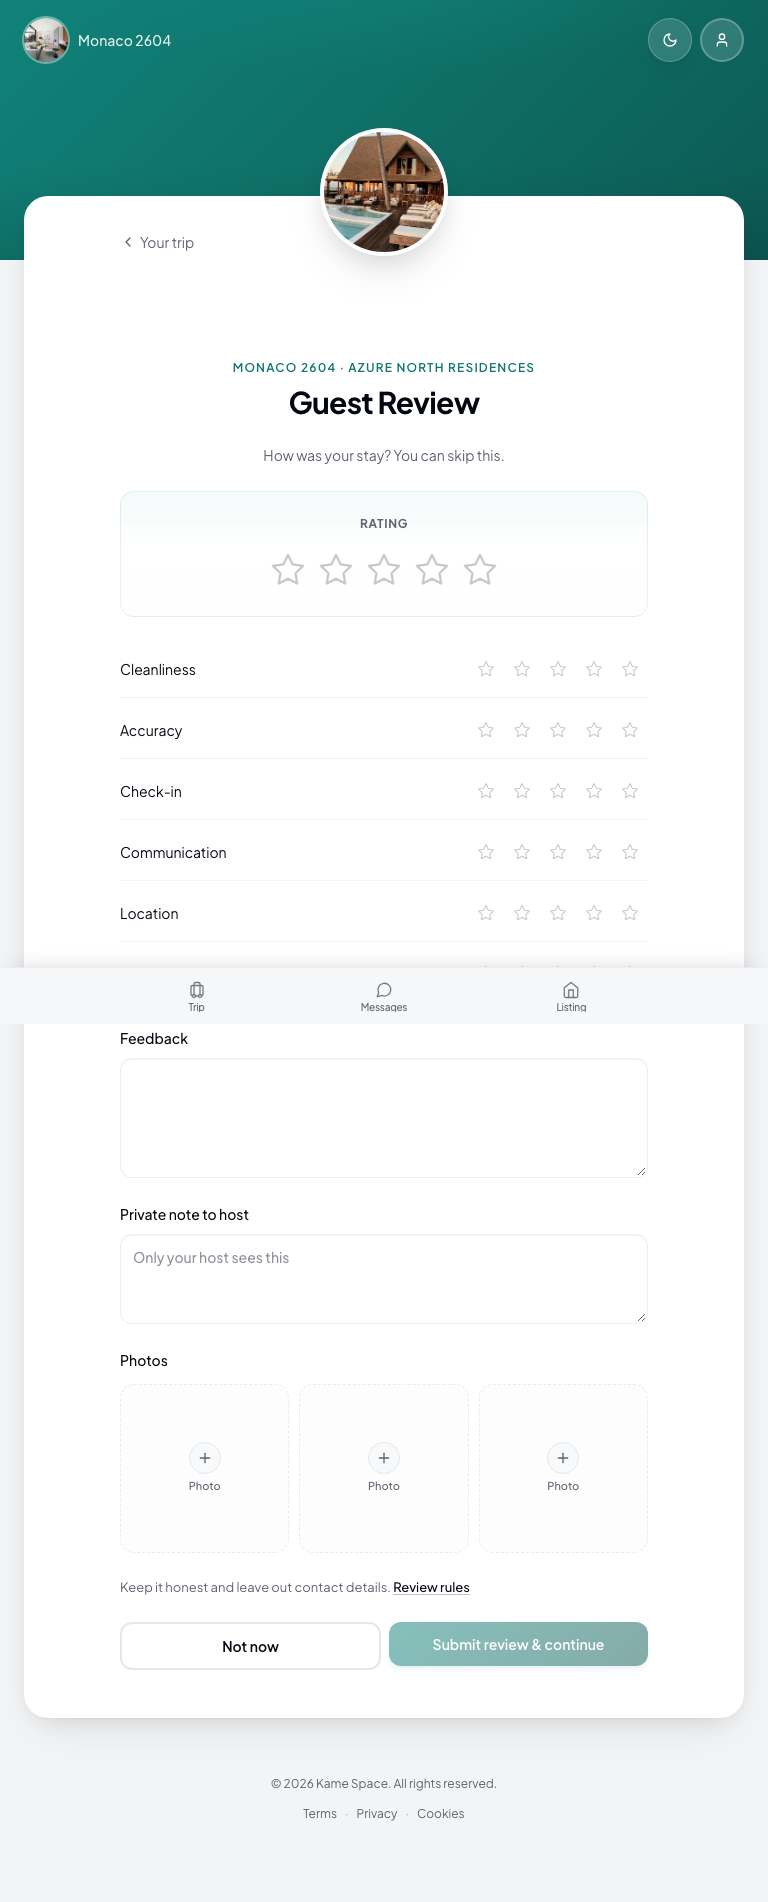 Monaco 2604
Your trip
MONACO 2604 · AZURE NORTH RESIDENCES
Guest Review
How was your stay? You can skip this.
RATING
Cleanliness
Accuracy
Check-in
Communication
Location
Trip
Messages
Listing
Feedback
Private note to host
Only your host sees this
Photos
Photo
Photo
Photo
Keep it honest and leave out contact details. Review rules
Not now
Submit review & continue
© 2026 Kame Space. All rights reserved.
Terms · Privacy · Cookies